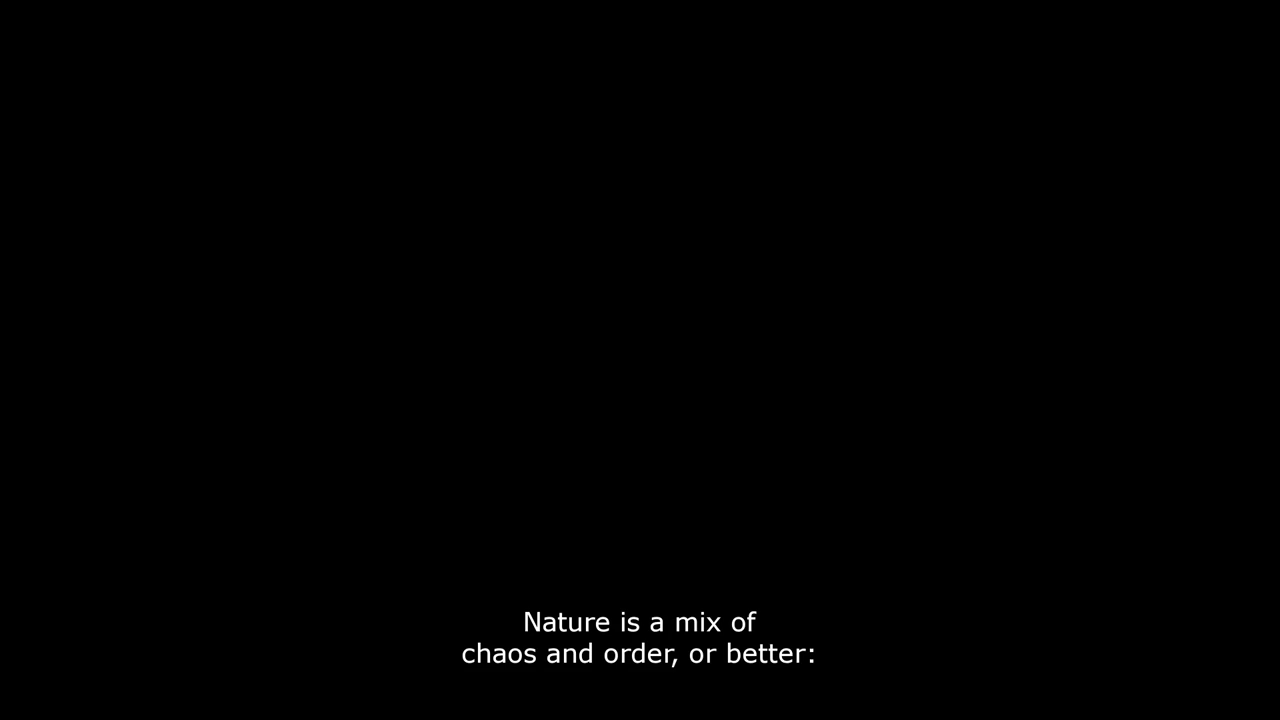 Nature is a mix of
chaos and order, or better: